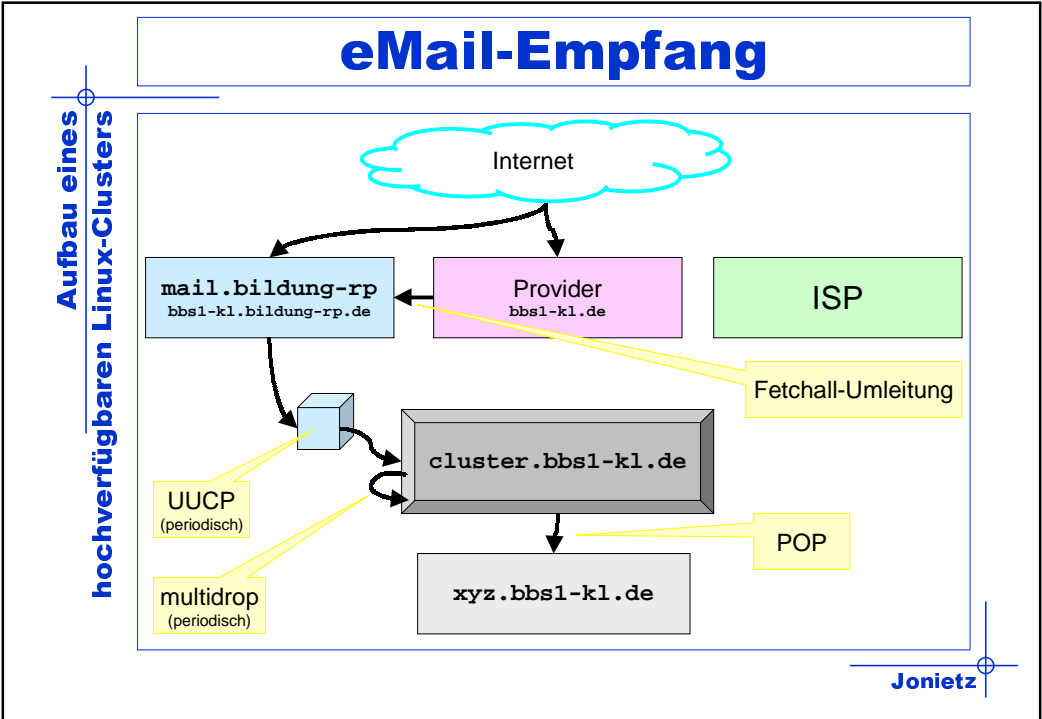 eMail-Empfang
Aufbau eines
hochverfügbaren Linux-Clusters
Internet
mail.bildung-rp
bbs1-kl.bildung-rp.de
Provider
bbs1-kl.de
ISP
Fetchall-Umleitung
cluster.bbs1-kl.de
UUCP
(periodisch)
POP
multidrop
(periodisch)
xyz.bbs1-kl.de
Jonietz